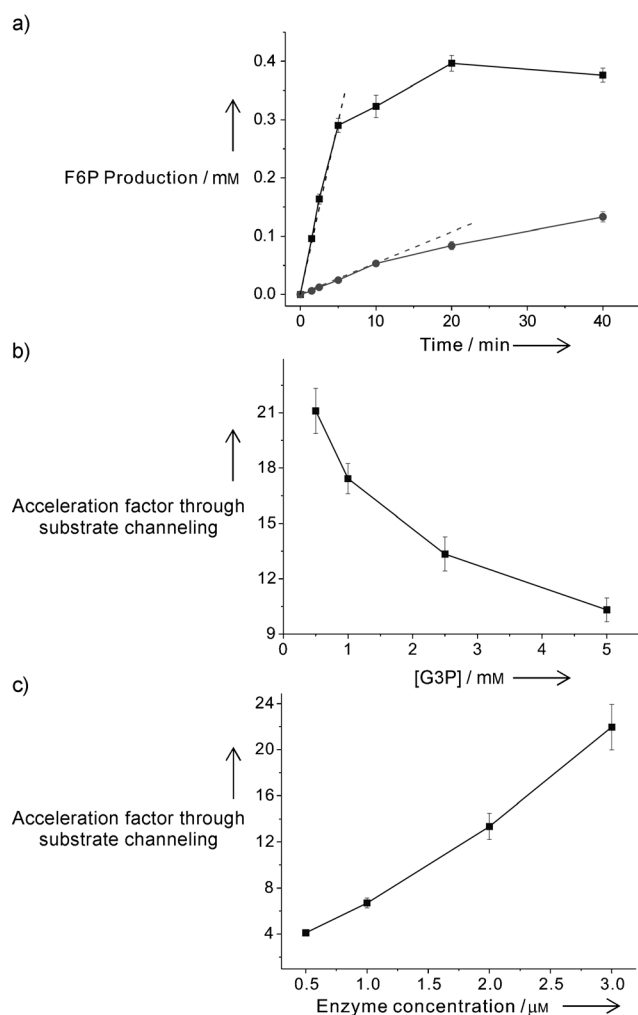 a)
0.4
0.3
F6P Production / mM
0.2
0.1
0.0
0 10 20 30 40
Time / min
b)
21
18
Acceleration factor through
substrate channeling
15
12
9
0 1 2 3 4 5
[G3P] / mM
c)
24
20
16
Acceleration factor through
substrate channeling
12
8
4
0.5 1.0 1.5 2.0 2.5 3.0
Enzyme concentration /μM